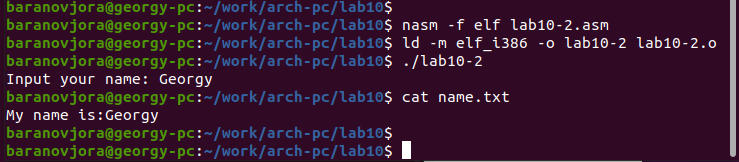 baranovjora@georgy-pc:~/work/arch-pc/lab10$
baranovjora@georgy-pc:~/work/arch-pc/lab10$ nasm -f elf lab10-2.asm
baranovjora@georgy-pc:~/work/arch-pc/lab10$ ld -m elf_i386 -o lab10-2 lab10-2.o
baranovjora@georgy-pc:~/work/arch-pc/lab10$ ./lab10-2
Input your name: Georgy
baranovjora@georgy-pc:~/work/arch-pc/lab10$ cat name.txt
My name is:Georgy
baranovjora@georgy-pc:~/work/arch-pc/lab10$
baranovjora@georgy-pc:~/work/arch-pc/lab10$